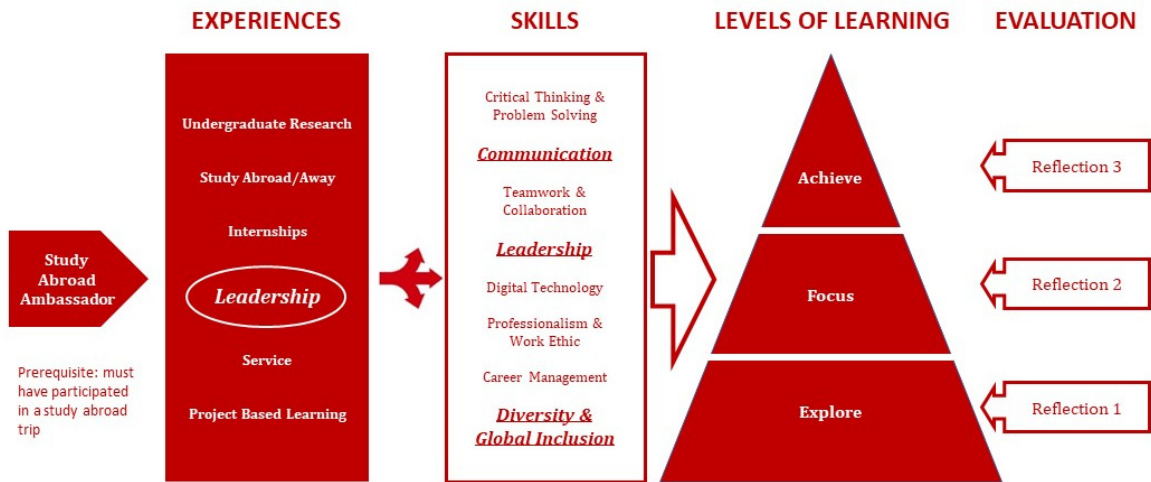 EXPERIENCES
SKILLS
LEVELS OF LEARNING
EVALUATION
Study
Abroad
Ambassador
Prerequisite: must
have participated
in a study abroad
trip
Undergraduate Research
Study Abroad/Away
Internships
Leadership
Service
Project Based Learning
Critical Thinking &
Problem Solving
Communication
Teamwork &
Collaboration
Leadership
Digital Technology
Professionalism &
Work Ethic
Career Management
Diversity &
Global Inclusion
Achieve
Focus
Explore
Reflection 3
Reflection 2
Reflection 1